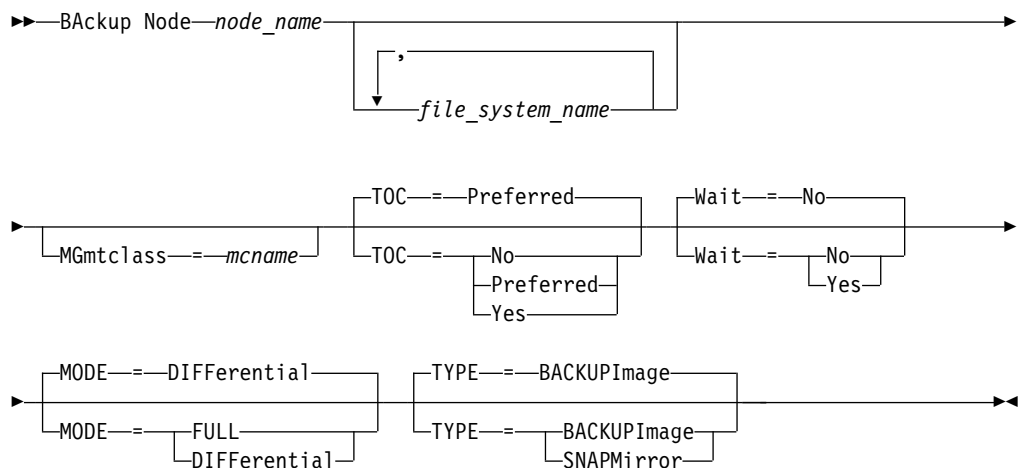 BAckup Node node_name
,
file_system_name
TOC = Preferred Wait = No
MGmtclass = mcname TOC = No Wait = No
Preferred Yes
Yes
MODE = DIFFerential TYPE = BACKUPImage
MODE = FULL TYPE = BACKUPImage
DIFFerential SNAPMirror